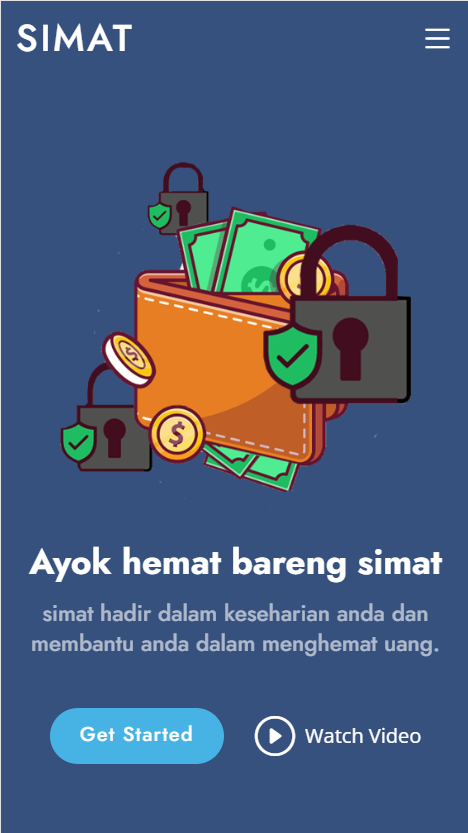 SIMAT
$
$
$
Ayok hemat bareng simat
simat hadir dalam keseharian anda dan
membantu anda dalam menghemat uang.
Get Started
Watch Video